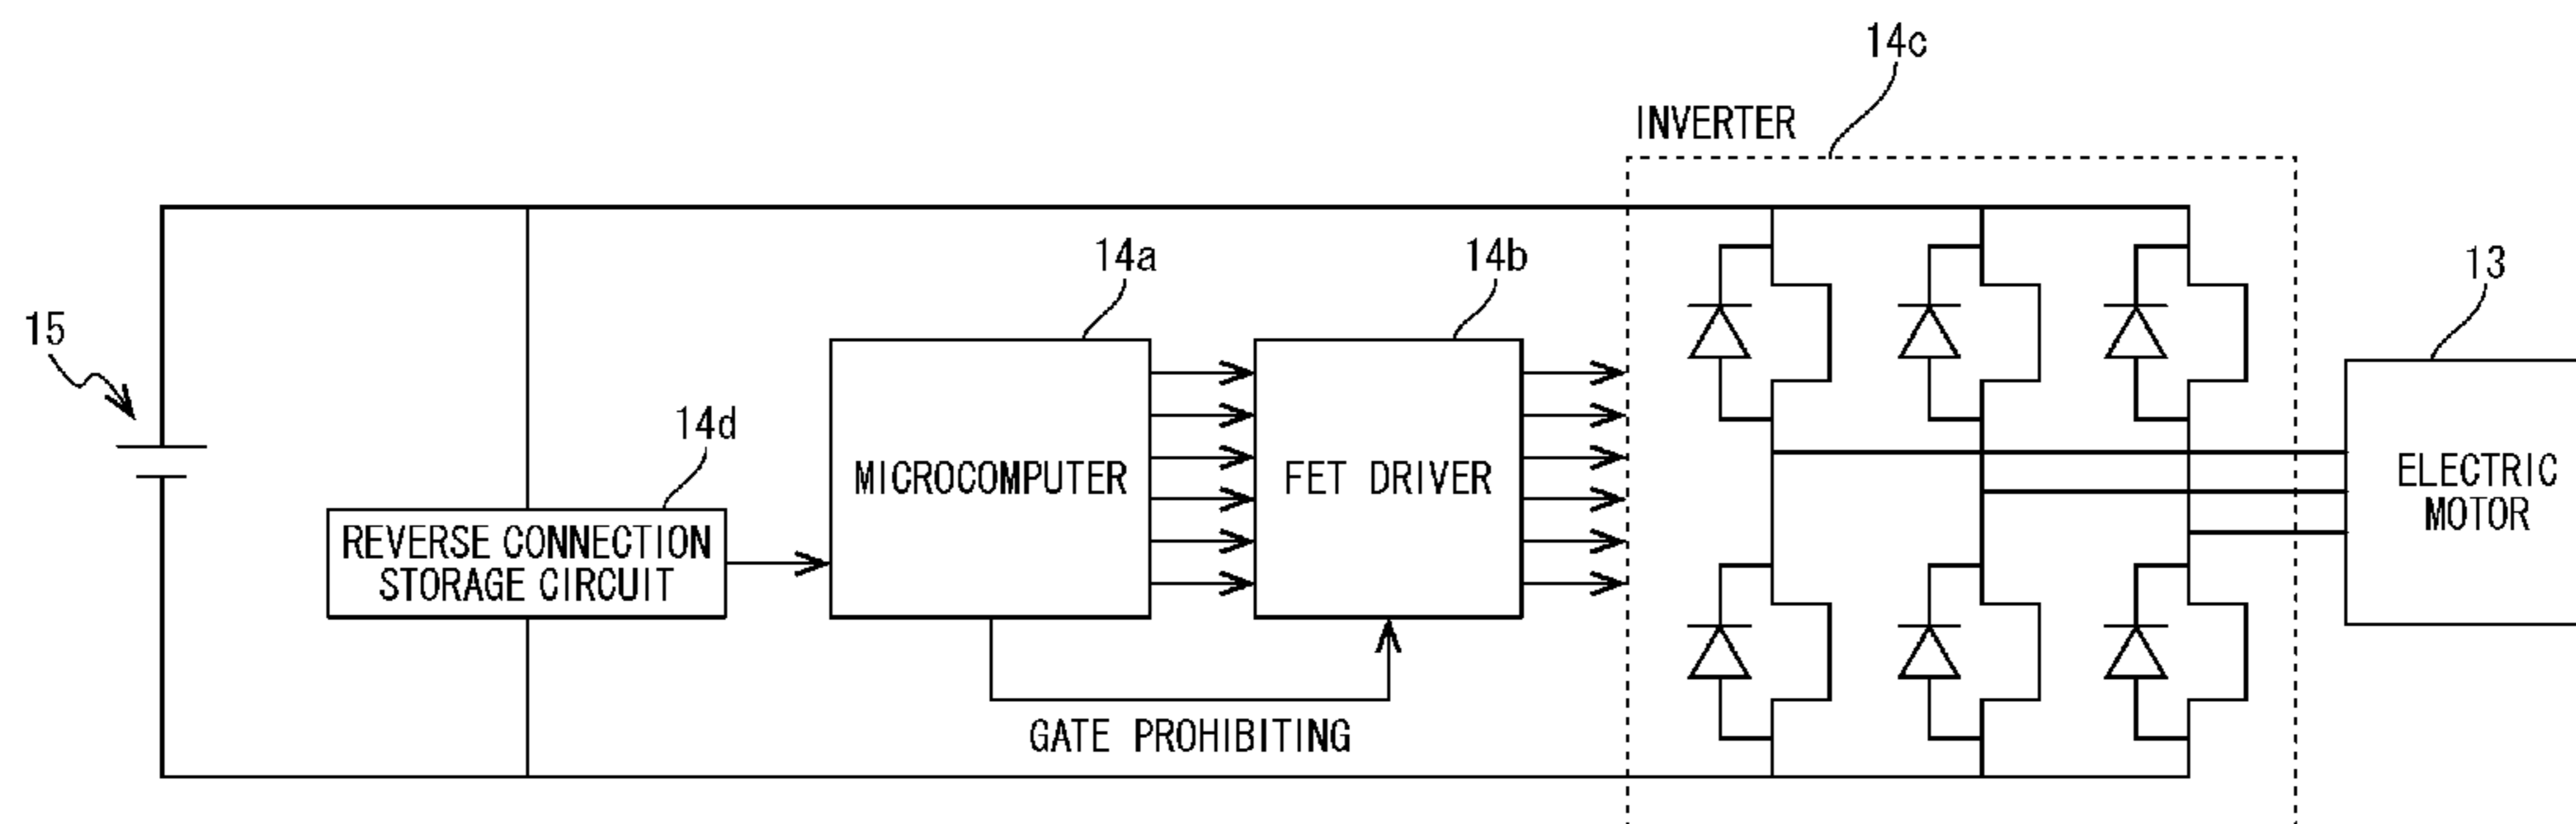 14c
INVERTER
14a
14b
13
15
14d
MICROCOMPUTER
FET DRIVER
ELECTRIC
MOTOR
REVERSE CONNECTION
STORAGE CIRCUIT
GATE PROHIBITING